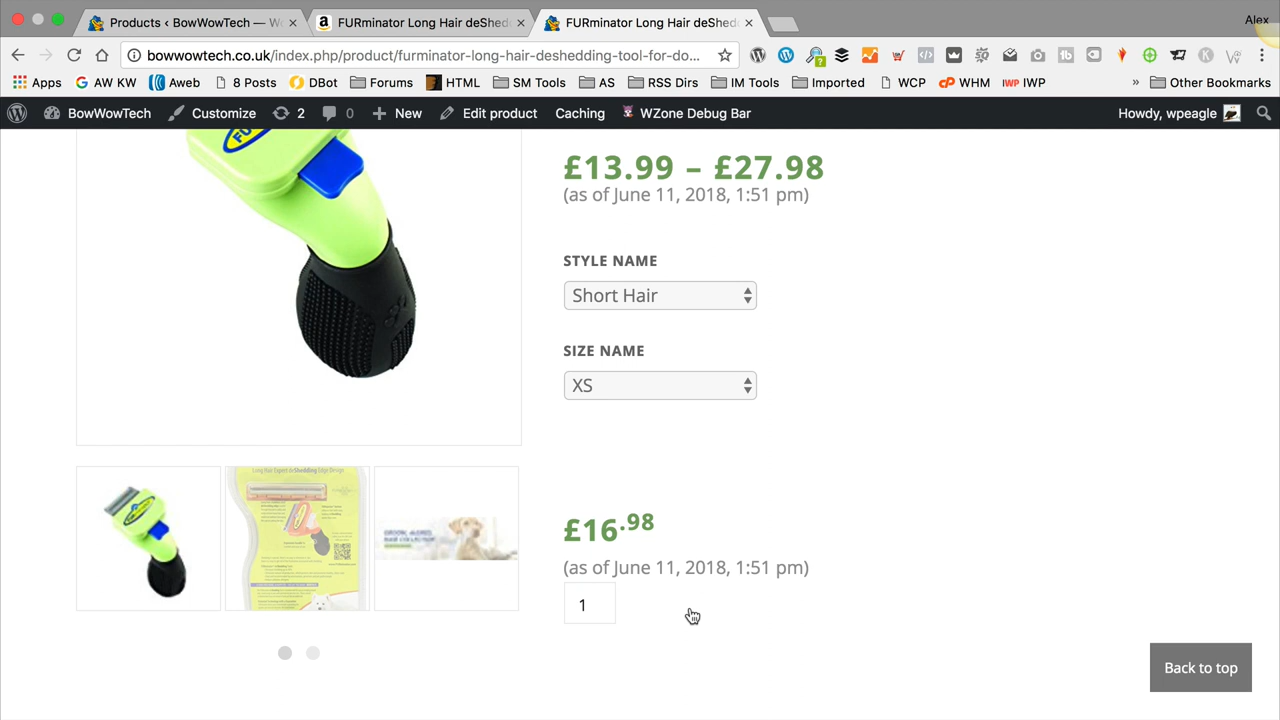 Alex
Products ‹ BowWowTech — W
FURminator Long Hair deShed
FURminator Long Hair deShed
bowwowtech.co.uk/index.php/product/furminator-long-hair-deshedding-tool-for-do...
Apps
AW KW
Aweb
8 Posts
DBot
Forums
HTML
SM Tools
AS
RSS Dirs
IM Tools
Imported
WCP
WHM
IWP
»
Other Bookmarks
BowWowTech
Customize
2
0
New
Edit product
Caching
WZone Debug Bar
Howdy, wpeagle
£13.99 – £27.98
(as of June 11, 2018, 1:51 pm)
STYLE NAME
Short Hair
SIZE NAME
XS
£16.98
(as of June 11, 2018, 1:51 pm)
1
Back to top